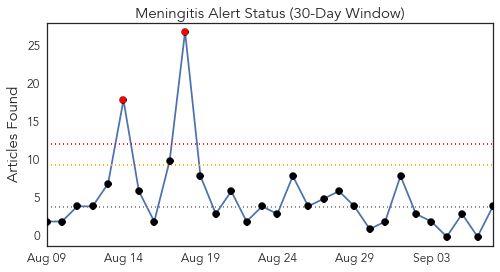 Meningitis Alert Status (30-Day Window)
Articles Found
25
20
15
10
5
0
Aug 09 Aug 14 Aug 19 Aug 24 Aug 29 Sep 03